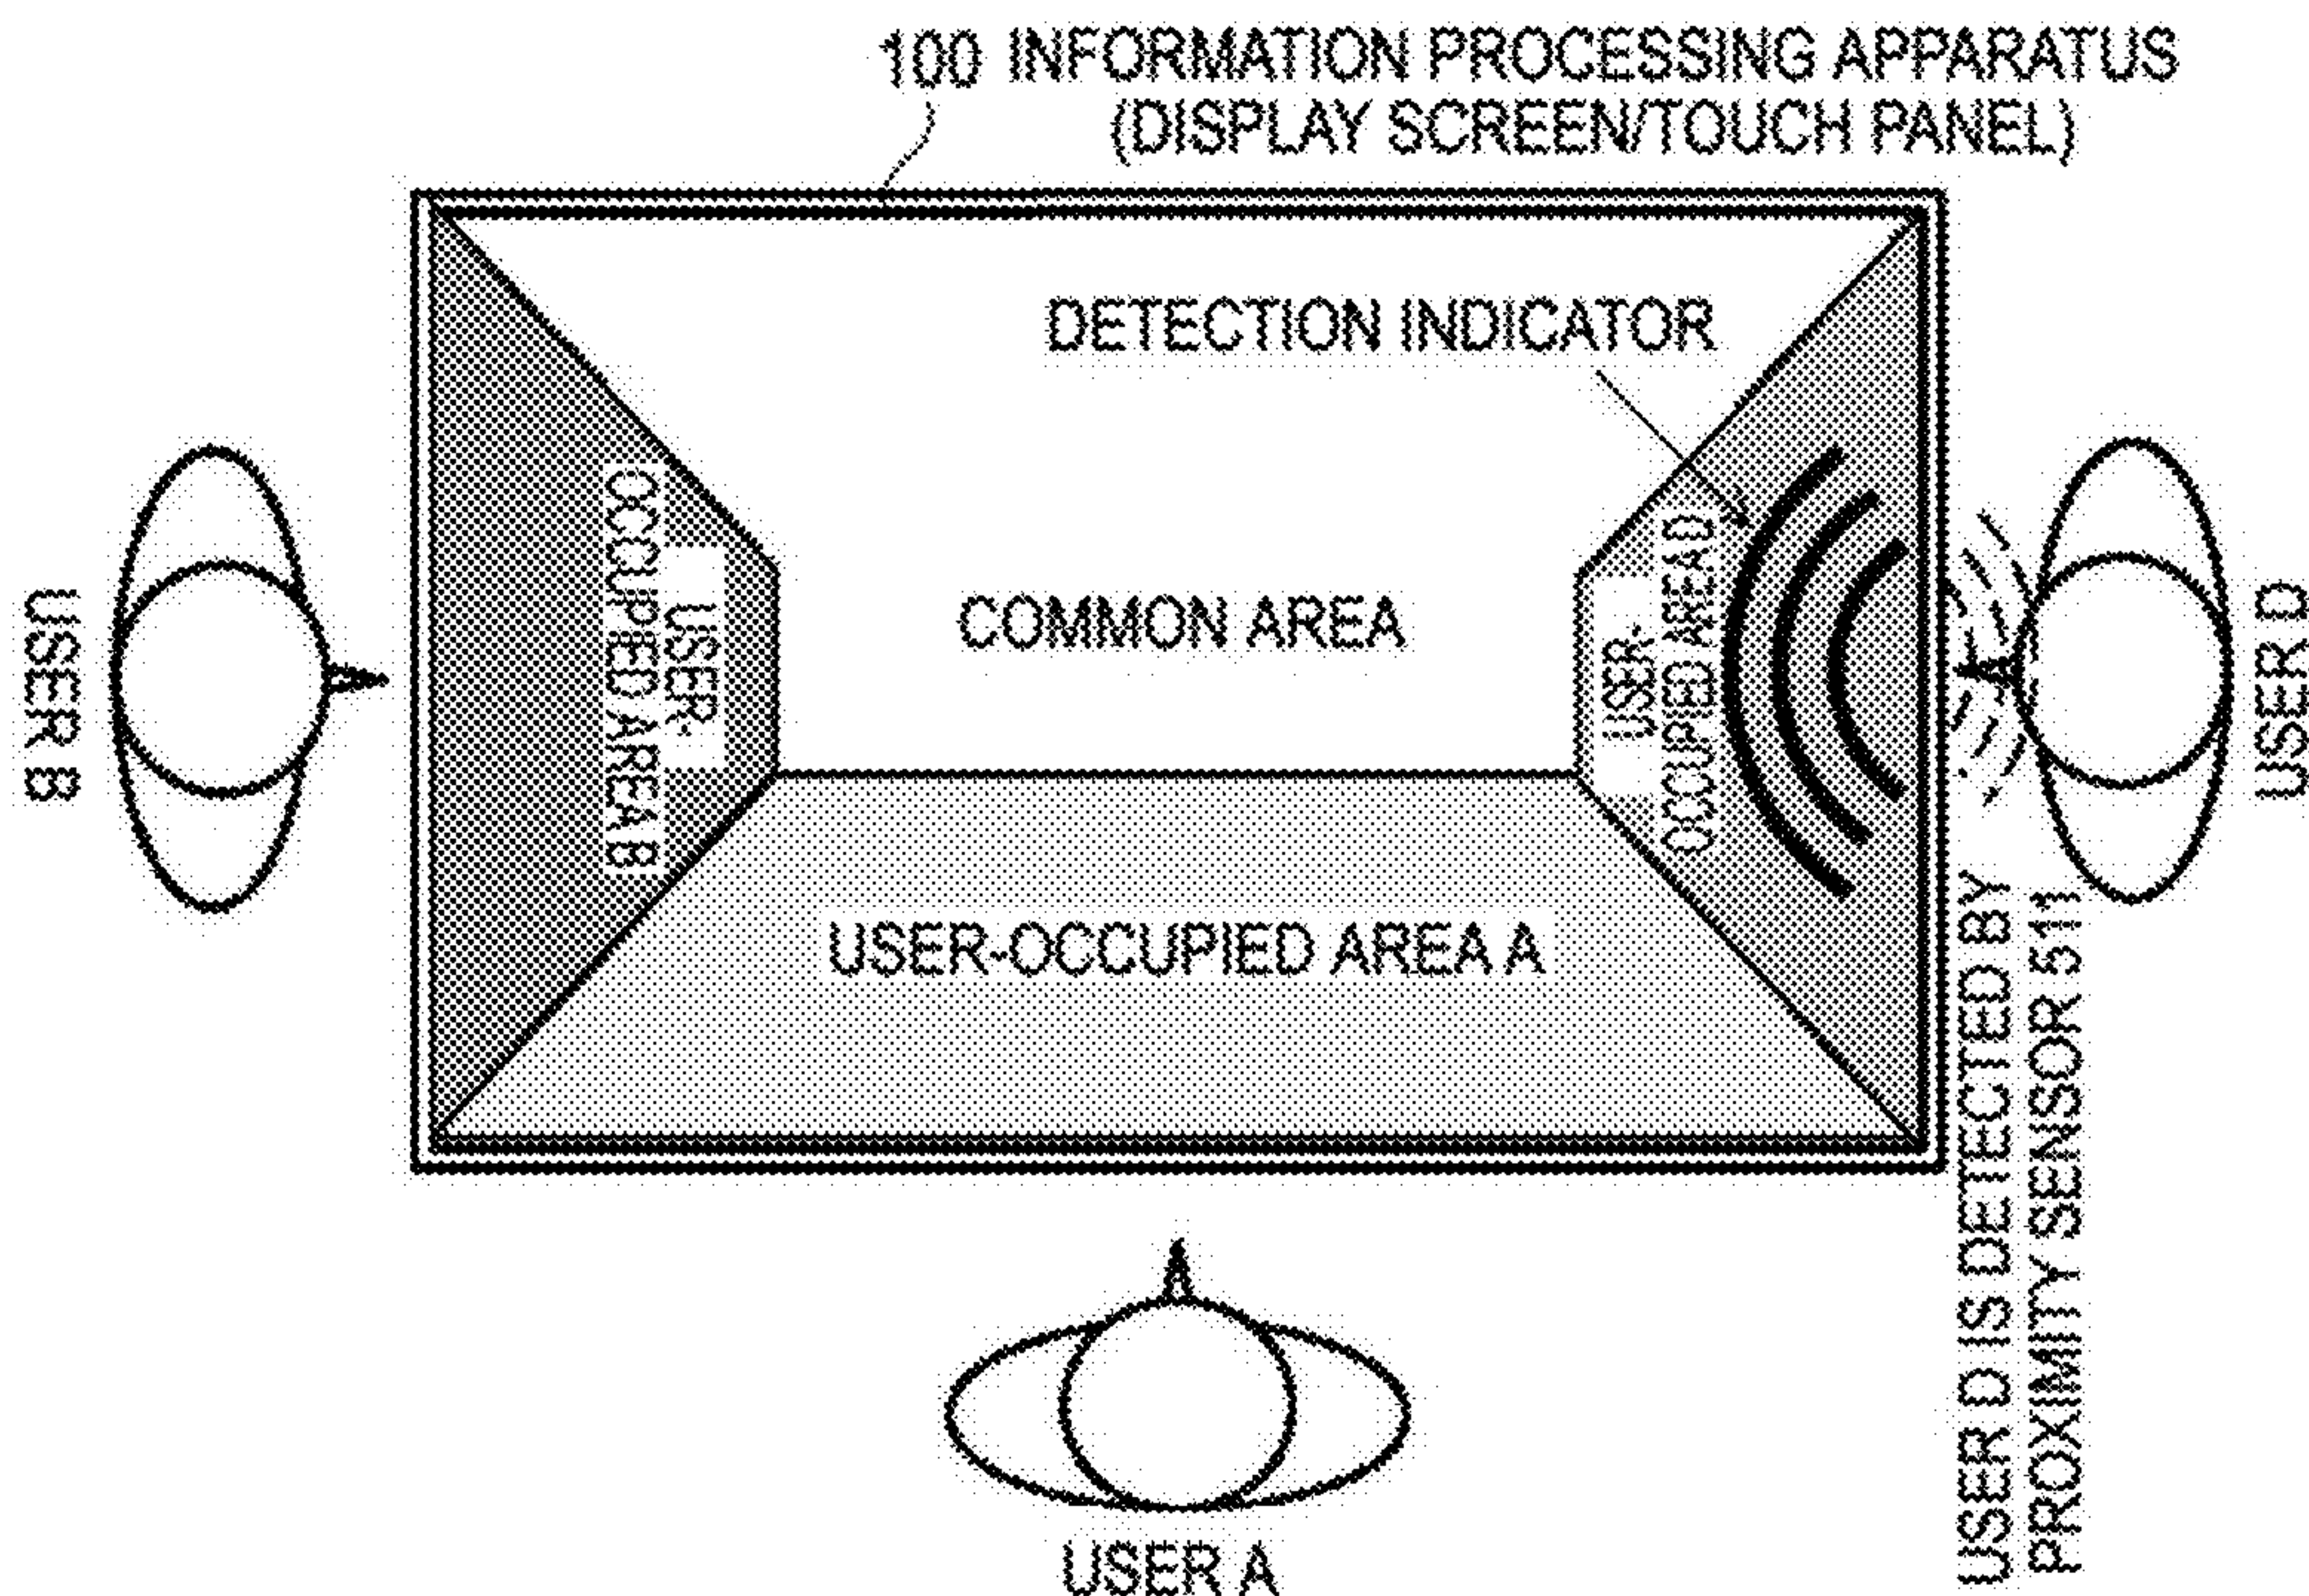 100 INFORMATION PROCESSING APPARATUS
(DISPLAY SCREEN/TOUCH PANEL)
DETECTION INDICATOR
COMMON AREA
USER B
USER-
OCCUPIED AREA B
USER-
OCCUPIED AREA D
USER D
USER-OCCUPIED AREA A
USER D IS DETECTED BY
PROXIMITY SENSOR 511
USER A